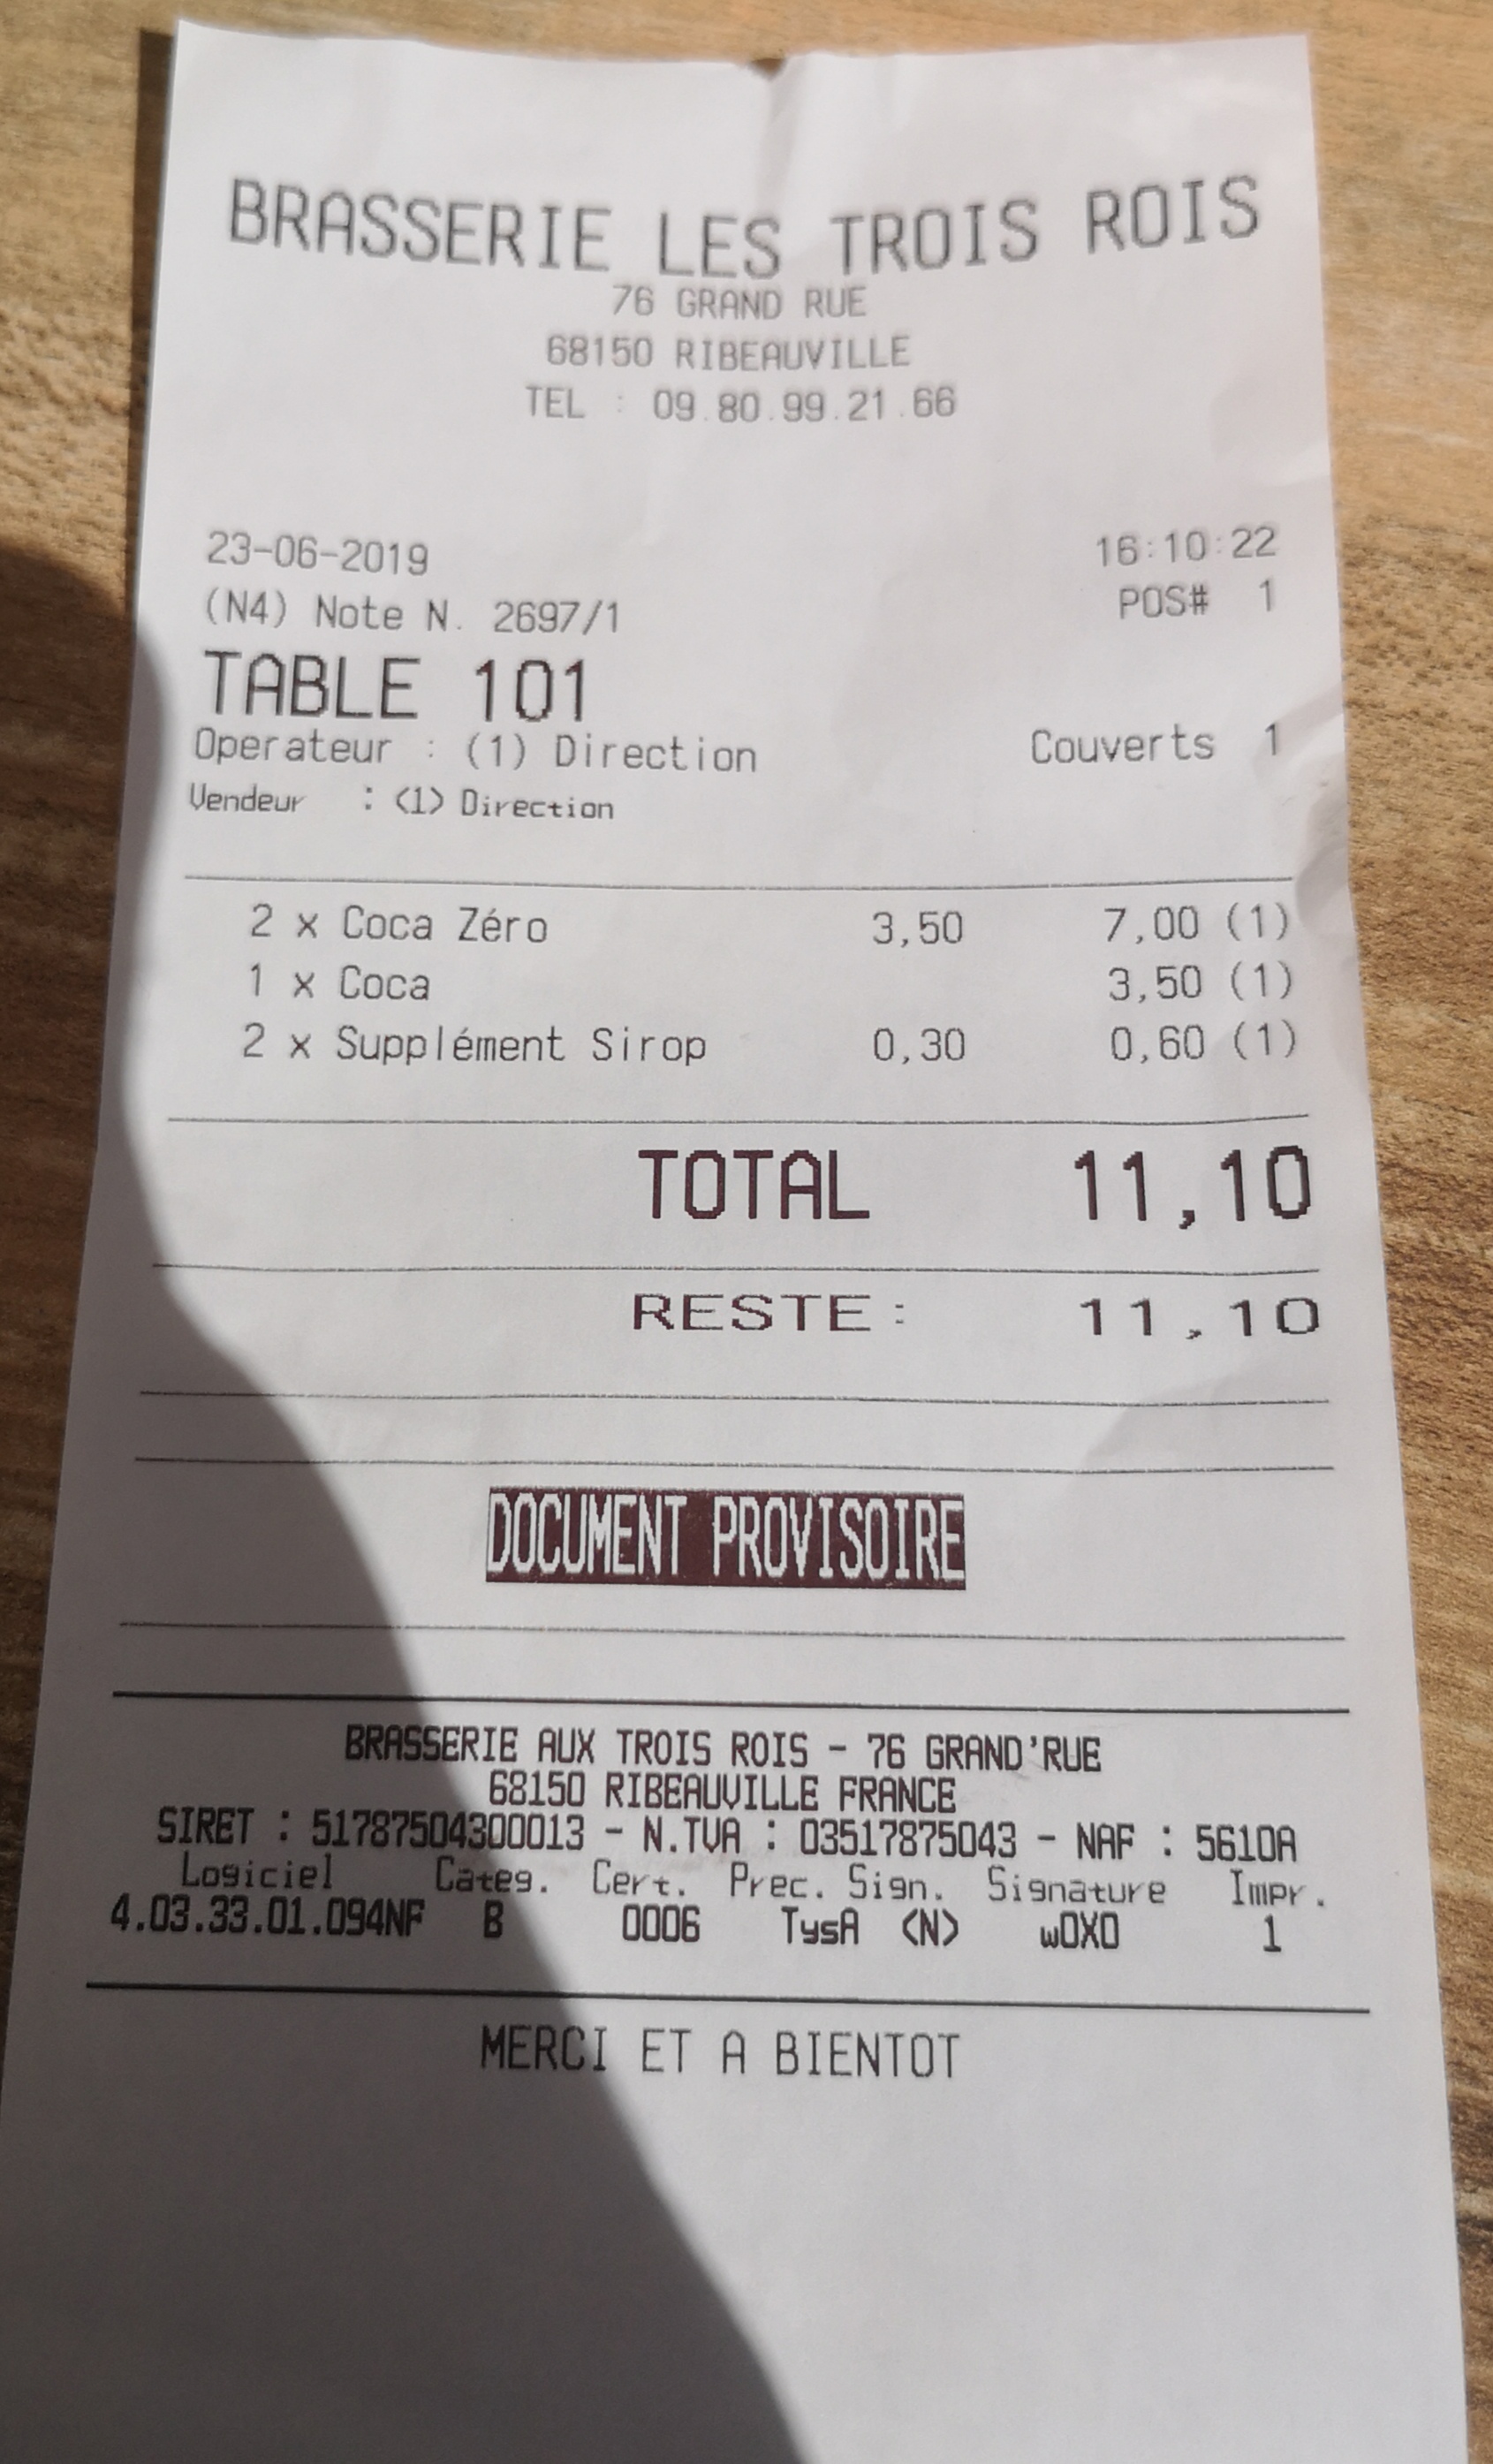 BRASSERIE LES TROIS ROIS
76 GRAND RUE
68150 RIBEAUVILLE
TEL : 09.80.99.21.66
23-06-2019 16:10:22
(N4) Note N. 2697/1 POS# 1
TABLE 101
Operateur : (1) Direction Couverts 1
Vendeur : (1) Direction
2 x Coca Zéro 3,50 7,00 (1)
1 x Coca 3,50 (1)
2 x Supplément Sirop 0,30 0,60 (1)
TOTAL 11,10
RESTE: 11,10
DOCUMENT PROVISOIRE
BRASSERIE AUX TROIS ROIS - 76 GRAND'RUE
68150 RIBEAUVILLE FRANCE
SIRET : 51787504300013 - N.TVA : 03517875043 - NAF : 5610A
Logiciel Categ. Cert. Prec. Sign. Signature Impr.
4.03.33.01.094NF B 0006 TysA (N) wOXO 1
MERCI ET A BIENTOT